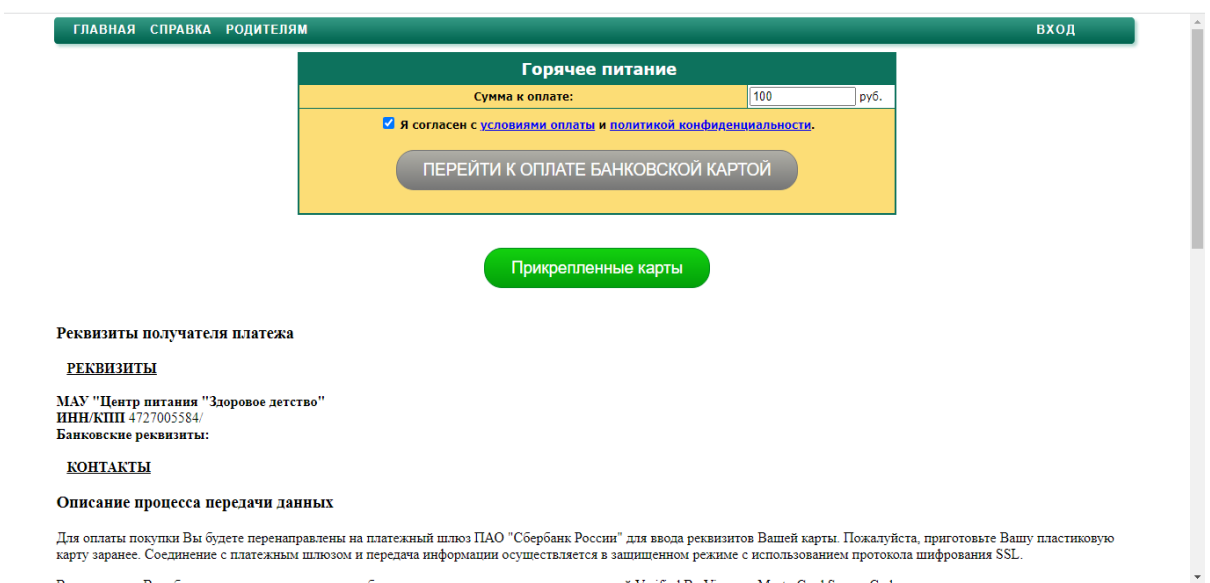 ГЛАВНАЯ СПРАВКА РОДИТЕЛЯМ ВХОД
Горячее питание
Сумма к оплате: 100 руб.
Я согласен с условиями оплаты и политикой конфиденциальности.
ПЕРЕЙТИ К ОПЛАТЕ БАНКОВСКОЙ КАРТОЙ
Прикрепленные карты
Реквизиты получателя платежа
РЕКВИЗИТЫ
МАУ "Центр питания "Здоровое детство"
ИНН/КПП 4727005584/
Банковские реквизиты:
КОНТАКТЫ
Описание процесса передачи данных
Для оплаты покупки Вы будете перенаправлены на платежный шлюз ПАО "Сбербанк России" для ввода реквизитов Вашей карты. Пожалуйста, приготовьте Вашу пластиковую
карту заранее. Соединение с платежным шлюзом и передача информации осуществляется в защищенном режиме с использованием протокола шифрования SSL.